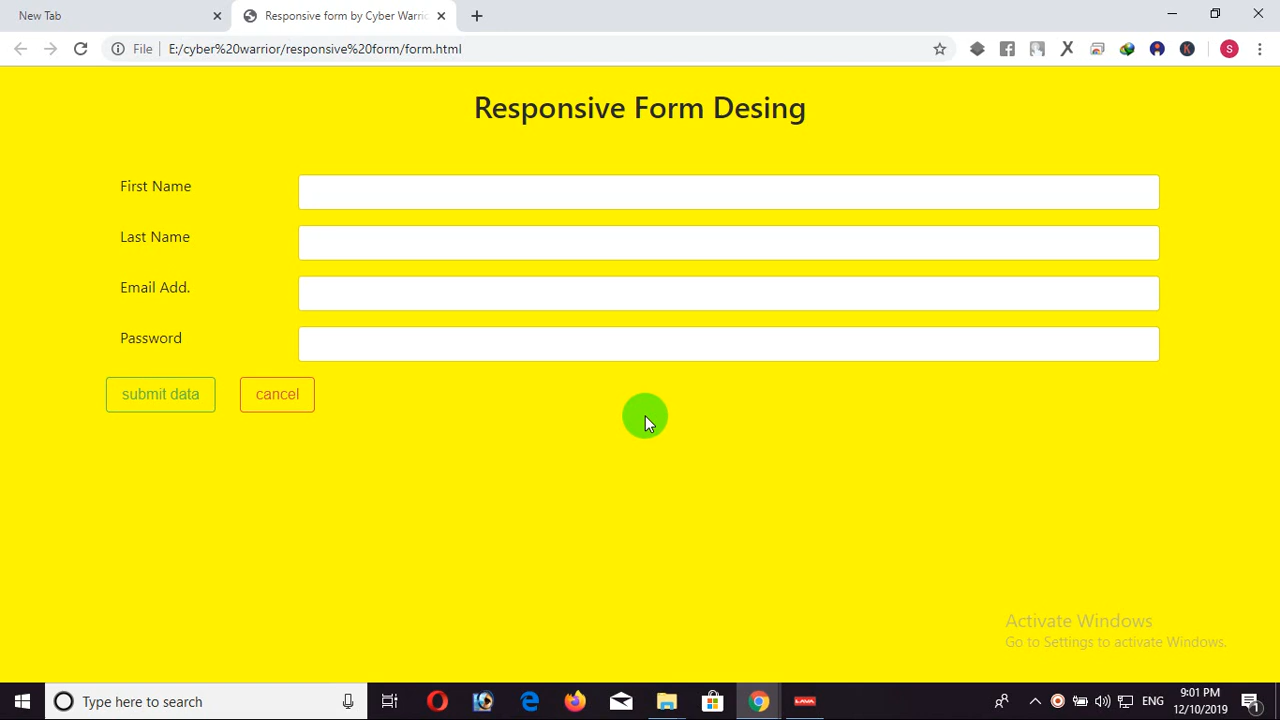 New Tab
Responsive form by Cyber Warri
File
E:/cyber%20warrior/responsive%20form/form.html
S
K
Responsive Form Desing
First Name
Last Name
Email Add.
Password
submit data
cancel
Activate Windows
Go to Settings to activate Windows.
Type here to search
LAVA
ENG
9:01 PM
12/10/2019
1